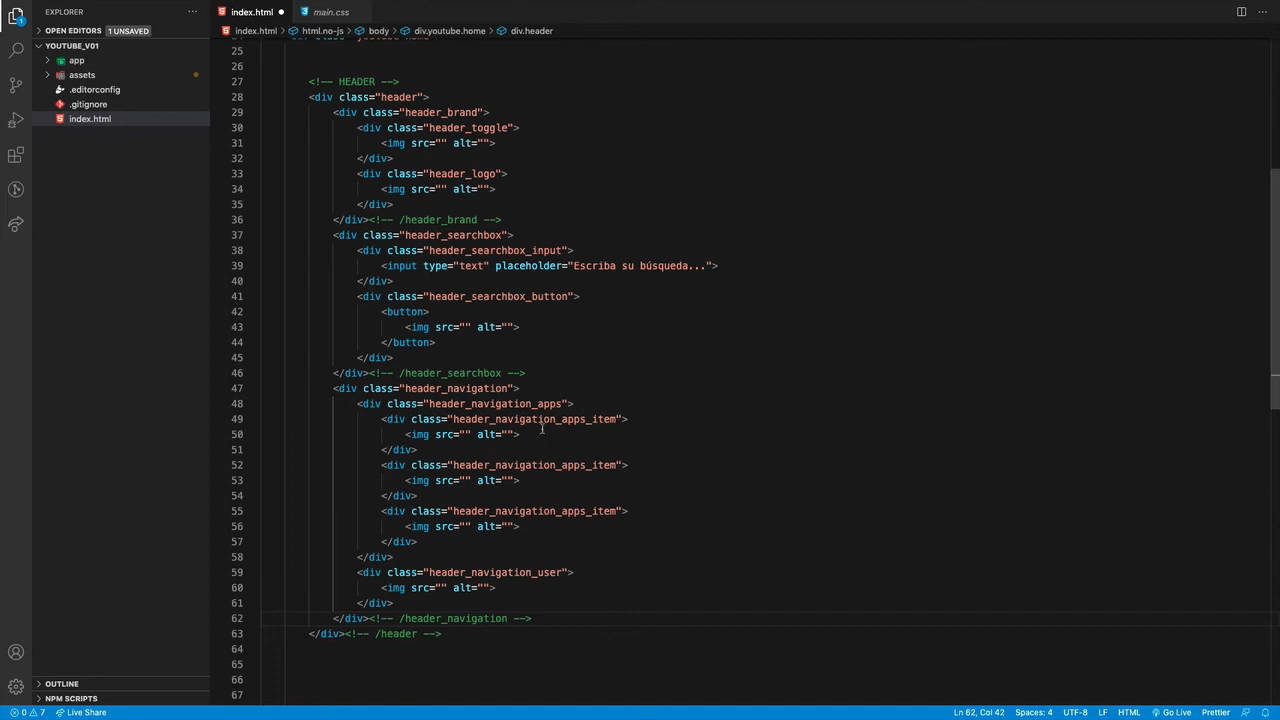 EXPLORER
···
OPEN EDITORS 1 UNSAVED
YOUTUBE_V01
app
assets
.editorconfig
.gitignore
index.html
OUTLINE
NPM SCRIPTS
1
index.html
main.css
···
index.html > html.no-js > body > div.youtube.home > div.header
25
26
27 <!-- HEADER -->
28 <div class="header">
29 <div class="header_brand">
30 <div class="header_toggle">
31 <img src="" alt="">
32 </div>
33 <div class="header_logo">
34 <img src="" alt="">
35 </div>
36 </div><!-- /header_brand -->
37 <div class="header_searchbox">
38 <div class="header_searchbox_input">
39 <input type="text" placeholder="Escriba su búsqueda...">
40 </div>
41 <div class="header_searchbox_button">
42 <button>
43 <img src="" alt="">
44 </button>
45 </div>
46 </div><!-- /header_searchbox -->
47 <div class="header_navigation">
48 <div class="header_navigation_apps">
49 <div class="header_navigation_apps_item">
50 <img src="" alt="">
51 </div>
52 <div class="header_navigation_apps_item">
53 <img src="" alt="">
54 </div>
55 <div class="header_navigation_apps_item">
56 <img src="" alt="">
57 </div>
58 </div>
59 <div class="header_navigation_user">
60 <img src="" alt="">
61 </div>
62 </div><!-- /header_navigation -->
63 </div><!-- /header -->
64
65
66
67
0 7 Live Share
Ln 62, Col 42 Spaces: 4 UTF-8 LF HTML Go Live Prettier